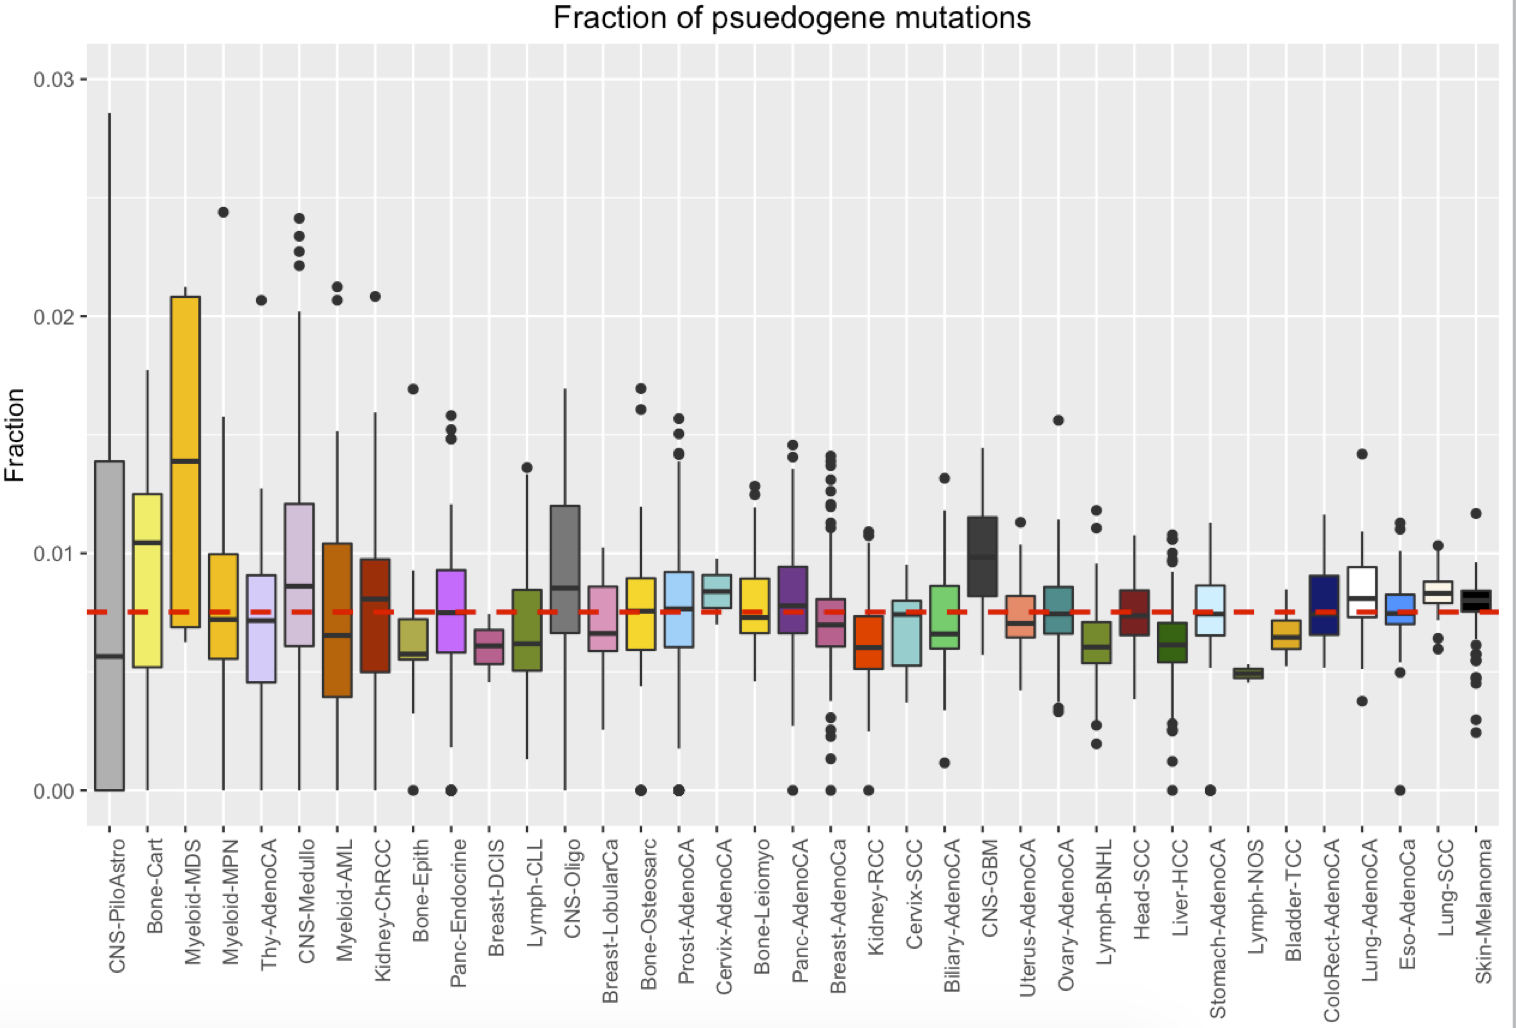 Fraction of psuedogene mutations
Fraction
0.03
0.02
0.01
0.00
CNS-PiloAstro
Bone-Cart
Myeloid-MDS
Myeloid-MPN
Thy-AdenoCA
CNS-Medullo
Myeloid-AML
Kidney-ChRCC
Bone-Epith
Panc-Endocrine
Breast-DCIS
Lymph-CLL
CNS-Oligo
Breast-LobularCa
Bone-Osteosarc
Prost-AdenoCA
Cervix-AdenoCA
Bone-Leiomyo
Panc-AdenoCA
Breast-AdenoCa
Kidney-RCC
Cervix-SCC
Biliary-AdenoCA
CNS-GBM
Uterus-AdenoCA
Ovary-AdenoCA
Lymph-BNHL
Head-SCC
Liver-HCC
Stomach-AdenoCA
Lymph-NOS
Bladder-TCC
ColoRect-AdenoCA
Lung-AdenoCA
Eso-AdenoCa
Lung-SCC
Skin-Melanoma